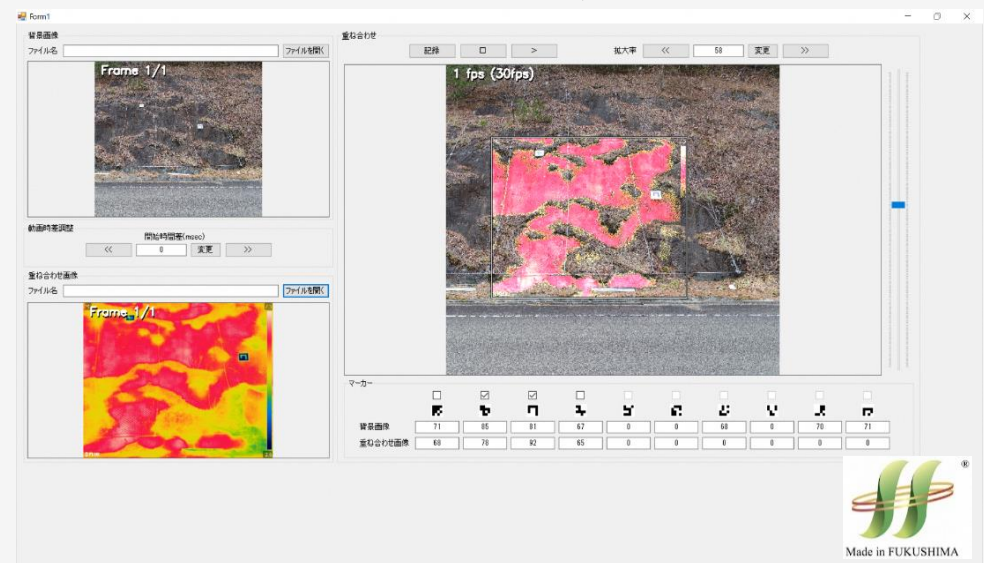 Form1
背景画像
ファイル名
ファイルを開く
Frame 1/1
動画時差調整
開始時間差(msec)
<< 0 変更 >>
重ね合わせ画像
ファイル名
ファイルを開く
Frame 1/1
重ね合わせ
記録 □ > 拡大率 << 58 変更 >>
1 fps (30fps)
マーカー
背景画像 71 85 81 67 0 0 68 0 70 71
重ね合わせ画像 68 78 92 65 0 0 0 0 0 0
®
Made in FUKUSHIMA